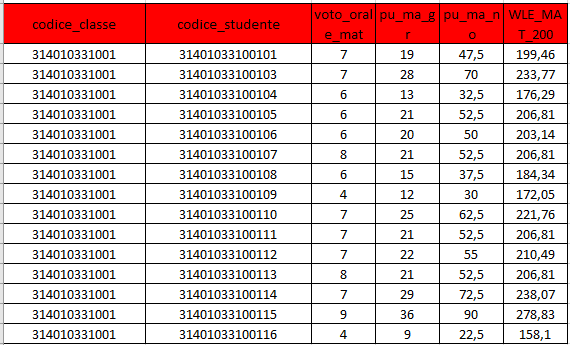 codice_classe codice_studente voto_oral e_mat pu_ma_g r pu_ma_n o WLE_MA T_200
314010331001 31401033100101 7 19 47,5 199,46
314010331001 31401033100103 7 28 70 233,77
314010331001 31401033100104 6 13 32,5 176,29
314010331001 31401033100105 6 21 52,5 206,81
314010331001 31401033100106 6 20 50 203,14
314010331001 31401033100107 8 21 52,5 206,81
314010331001 31401033100108 6 15 37,5 184,34
314010331001 31401033100109 4 12 30 172,05
314010331001 31401033100110 7 25 62,5 221,76
314010331001 31401033100111 7 21 52,5 206,81
314010331001 31401033100112 7 22 55 210,49
314010331001 31401033100113 8 21 52,5 206,81
314010331001 31401033100114 7 29 72,5 238,07
314010331001 31401033100115 9 36 90 278,83
314010331001 31401033100116 4 9 22,5 158,1